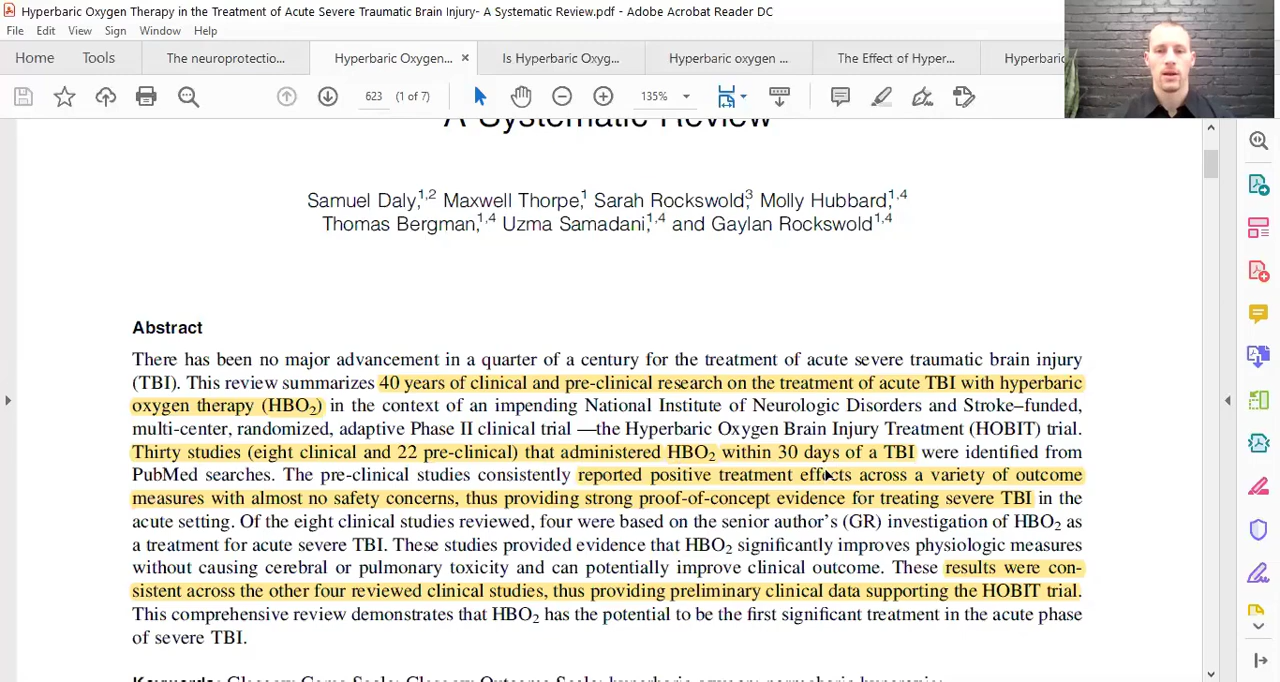 Hyperbaric Oxygen Therapy in the Treatment of Acute Severe Traumatic Brain Injury- A Systematic Review.pdf - Adobe Acrobat Reader DC
File Edit View Sign Window Help
Home Tools The neuroprotectio... Hyperbaric Oxygen... × Is Hyperbaric Oxyg... Hyperbaric oxygen ... The Effect of Hyper... Hyperbaric
623 (1 of 7) 135%
A Systematic Review
Samuel Daly,1,2 Maxwell Thorpe,1 Sarah Rockswold,3 Molly Hubbard,1,4
Thomas Bergman,1,4 Uzma Samadani,1,4 and Gaylan Rockswold1,4
Abstract
There has been no major advancement in a quarter of a century for the treatment of acute severe traumatic brain injury
(TBI). This review summarizes 40 years of clinical and pre-clinical research on the treatment of acute TBI with hyperbaric
oxygen therapy (HBO2) in the context of an impending National Institute of Neurologic Disorders and Stroke–funded,
multi-center, randomized, adaptive Phase II clinical trial —the Hyperbaric Oxygen Brain Injury Treatment (HOBIT) trial.
Thirty studies (eight clinical and 22 pre-clinical) that administered HBO2 within 30 days of a TBI were identified from
PubMed searches. The pre-clinical studies consistently reported positive treatment effects across a variety of outcome
measures with almost no safety concerns, thus providing strong proof-of-concept evidence for treating severe TBI in the
acute setting. Of the eight clinical studies reviewed, four were based on the senior author's (GR) investigation of HBO2 as
a treatment for acute severe TBI. These studies provided evidence that HBO2 significantly improves physiologic measures
without causing cerebral or pulmonary toxicity and can potentially improve clinical outcome. These results were con-
sistent across the other four reviewed clinical studies, thus providing preliminary clinical data supporting the HOBIT trial.
This comprehensive review demonstrates that HBO2 has the potential to be the first significant treatment in the acute phase
of severe TBI.
Keywords: Glasgow Coma Scale; Glasgow Outcome Scale; hyperbaric oxygen; normobaric hyperoxia;